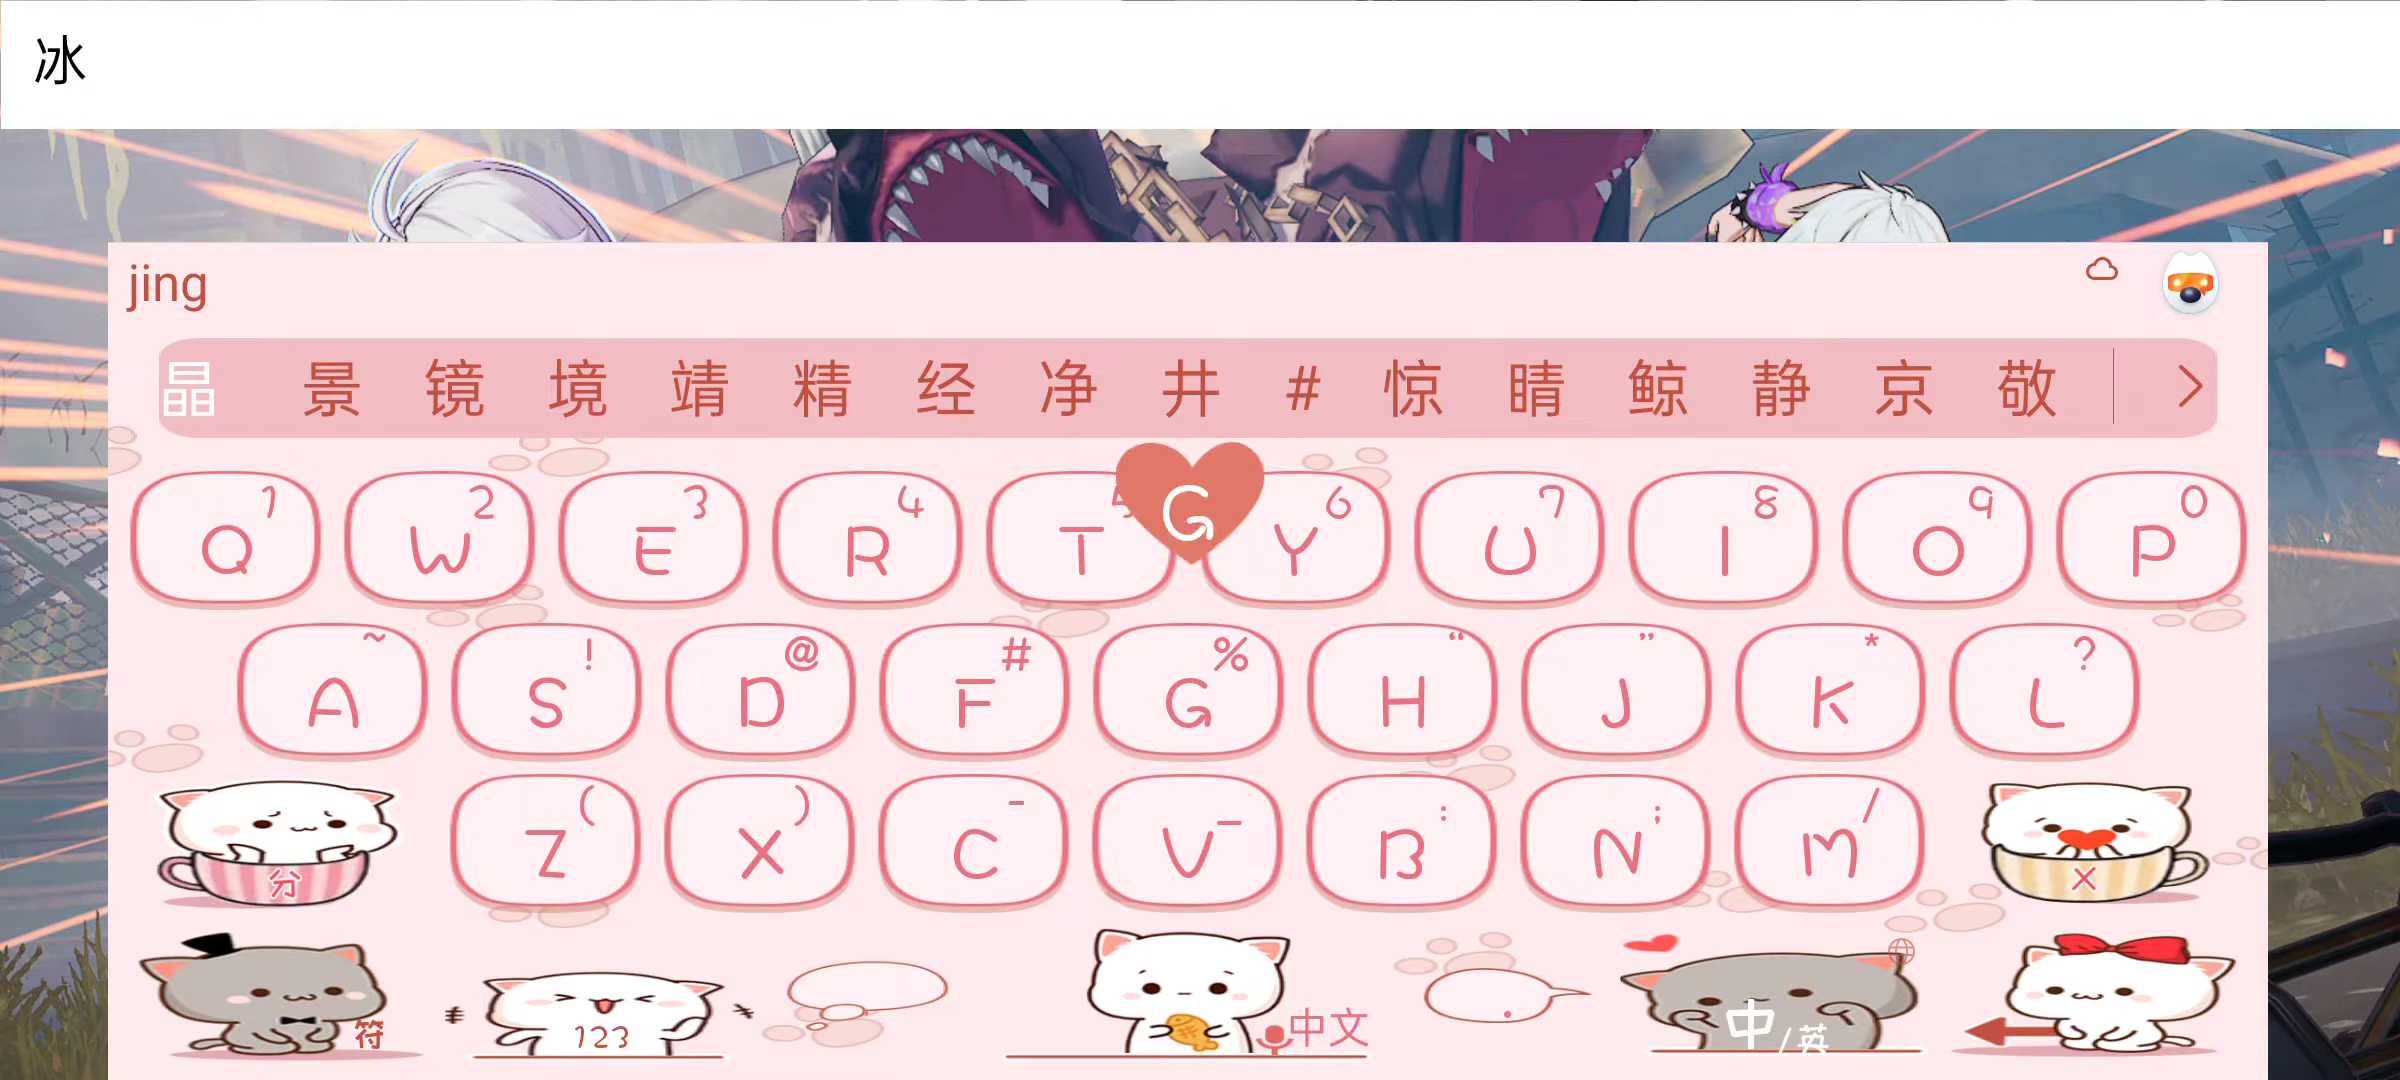 冰
jing
晶 景 镜 境 靖 精 经 净 井 # 惊 睛 鲸 静 京 敬
1 2 3 4 5 6 7 8 9 0
Q W E R T G Y U I O P
~ ! @ # % “ ” * ?
A S D F G H J K L
( ) - — : ; /
分 Z X C V B N M ×
符 123 中文 . 中/英